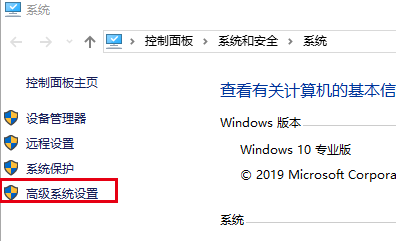 系统
控制面板 > 系统和安全 > 系统
控制面板主页
设备管理器
远程设置
系统保护
高级系统设置
查看有关计算机的基本信
Windows 版本
Windows 10 专业版
© 2019 Microsoft Corpora
系统